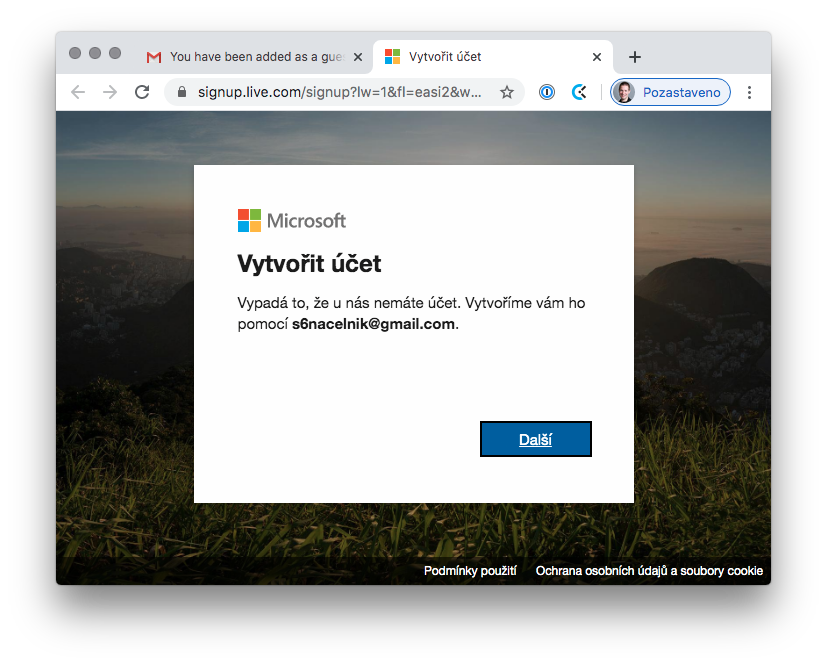 You have been added as a gue
Vytvořit účet
signup.live.com/signup?lw=1&fl=easi2&w...
Pozastaveno
Microsoft
Vytvořit účet
Vypadá to, že u nás nemáte účet. Vytvoříme vám ho
pomocí s6nacelnik@gmail.com.
Další
Podmínky použití
Ochrana osobních údajů a soubory cookie